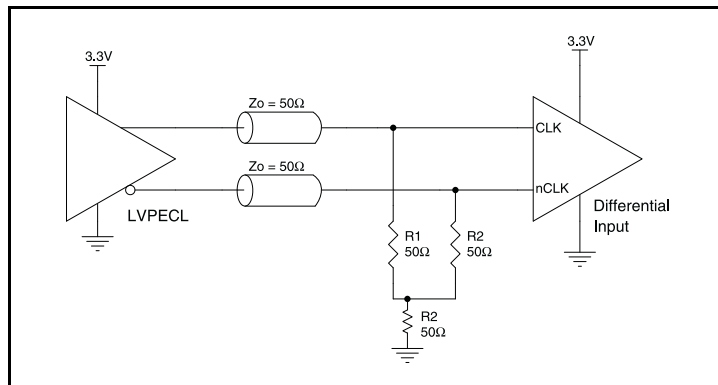 3.3V
3.3V
Zo = 50Ω
CLK
Zo = 50Ω
nCLK
LVPECL
Differential
Input
R1
50Ω
R2
50Ω
R2
50Ω